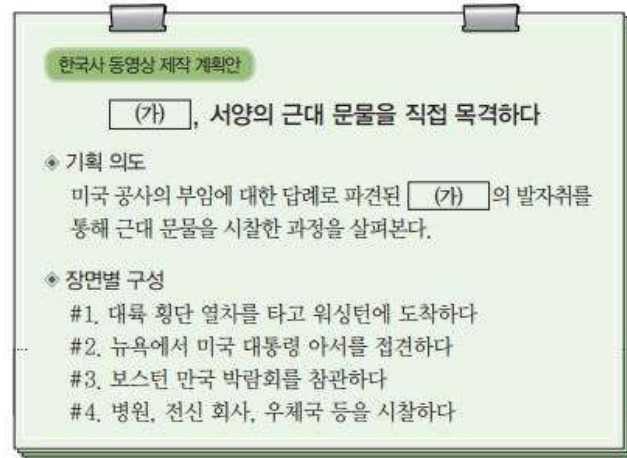 한국사 동영상 제작 계획안
(가), 서양의 근대 문물을 직접 목격하다
◈ 기획 의도
미국 공사의 부임에 대한 답례로 파견된 (가) 의 발자취를
통해 근대 문물을 시찰한 과정을 살펴본다.
◈ 장면별 구성
#1. 대륙 횡단 열차를 타고 워싱턴에 도착하다
#2. 뉴욕에서 미국 대통령 아서를 접견하다
#3. 보스턴 만국 박람회를 참관하다
#4. 병원, 전신 회사, 우체국 등을 시찰하다